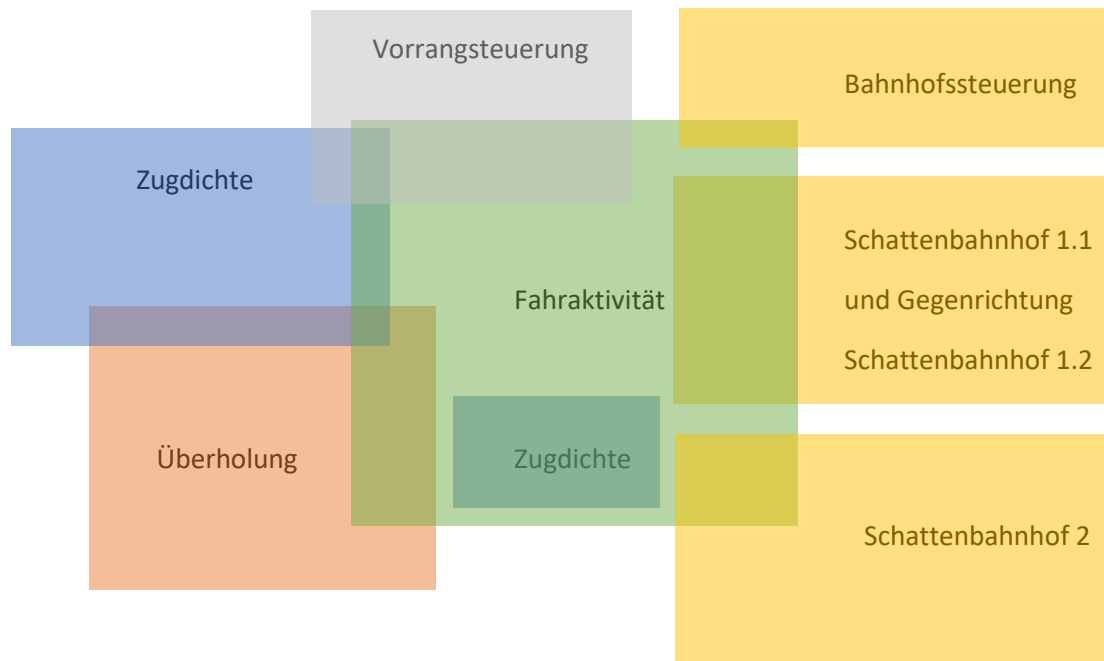 Vorrangsteuerung
Bahnhofssteuerung
Zugdichte
Schattenbahnhof 1.1
und Gegenrichtung
Schattenbahnhof 1.2
Fahraktivität
Überholung
Zugdichte
Schattenbahnhof 2